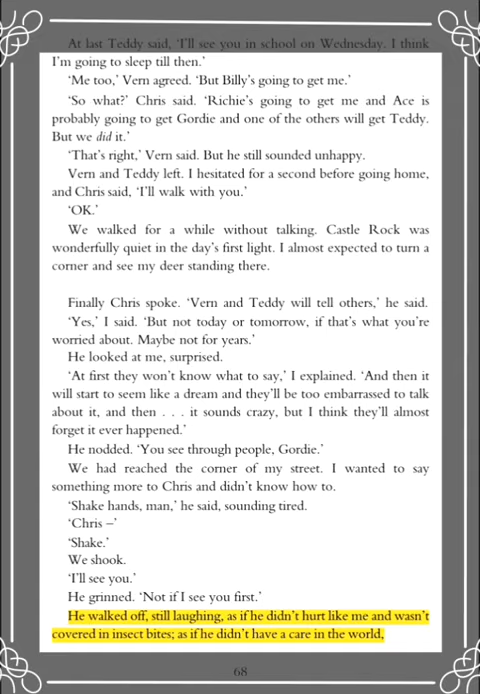 At last Teddy said, ‘I’ll see you in school on Wednesday. I think
I’m going to sleep till then.’
‘Me too,’ Vern agreed. ‘But Billy’s going to get me.’
‘So what?’ Chris said. ‘Richie’s going to get me and Ace is
probably going to get Gordie and one of the others will get Teddy.
But we did it.’
‘That’s right,’ Vern said. But he still sounded unhappy.
Vern and Teddy left. I hesitated for a second before going home,
and Chris said, ‘I’ll walk with you.’
‘OK.’
We walked for a while without talking. Castle Rock was
wonderfully quiet in the day’s first light. I almost expected to turn a
corner and see my deer standing there.
Finally Chris spoke. ‘Vern and Teddy will tell others,’ he said.
‘Yes,’ I said. ‘But not today or tomorrow, if that’s what you’re
worried about. Maybe not for years.’
He looked at me, surprised.
‘At first they won’t know what to say,’ I explained. ‘And then it
will start to seem like a dream and they’ll be too embarrassed to talk
about it, and then . . . it sounds crazy, but I think they’ll almost
forget it ever happened.’
He nodded. ‘You see through people, Gordie.’
We had reached the corner of my street. I wanted to say
something more to Chris and didn’t know how to.
‘Shake hands, man,’ he said, sounding tired.
‘Chris –’
‘Shake.’
We shook.
‘I’ll see you.’
He grinned. ‘Not if I see you first.’
He walked off, still laughing, as if he didn’t hurt like me and wasn’t
covered in insect bites; as if he didn’t have a care in the world,
68